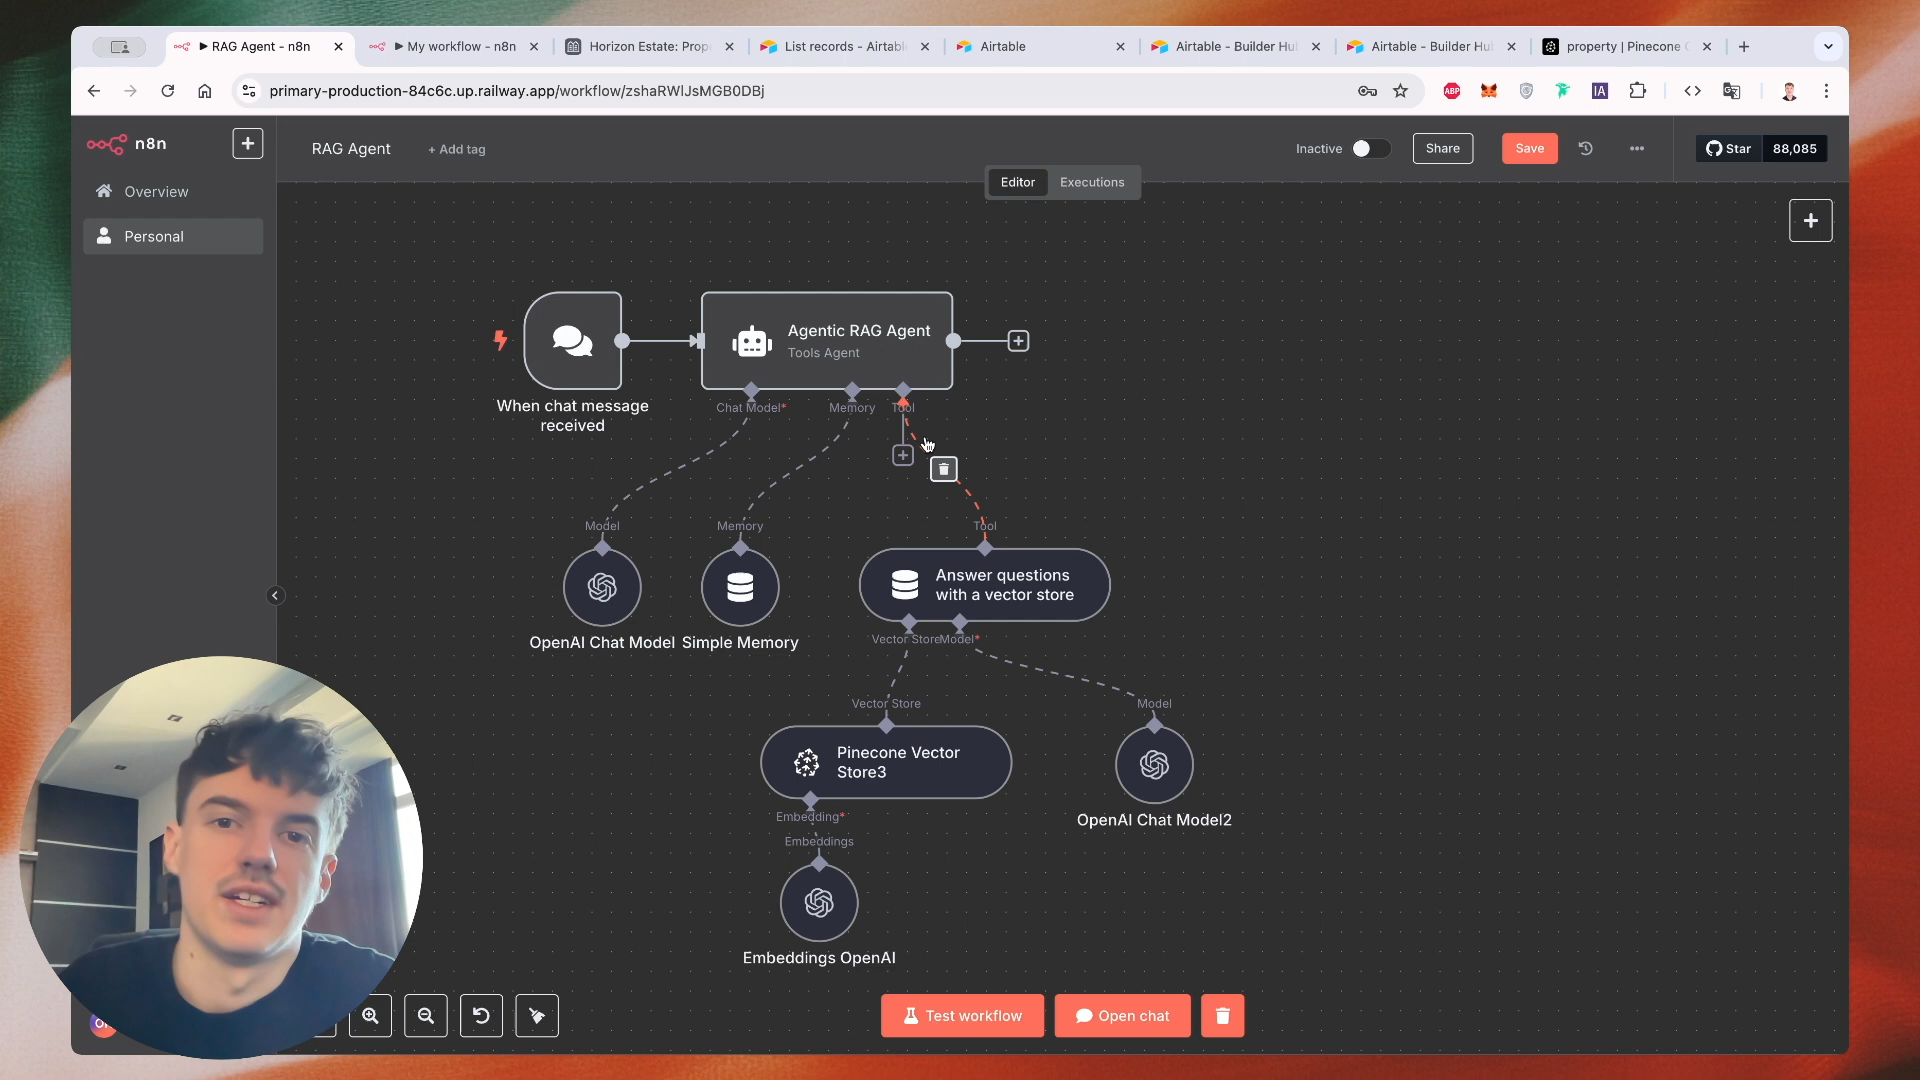 RAG Agent - n8n
My workflow - n8n
Horizon Estate: Prop
List records - Airtabl
Airtable
Airtable - Builder Hu
Airtable - Builder Hu
property | Pinecone
primary-production-84c6c.up.railway.app/workflow/zshaRWlJsMGB0DBj
ABP
IA
n8n
RAG Agent
+ Add tag
Inactive
Share
Save
Star
88,085
Editor
Executions
Overview
Personal
Agentic RAG Agent
Tools Agent
When chat message
received
Chat Model*
Memory
Tool
Model
Memory
Tool
Answer questions
with a vector store
OpenAI Chat Model
Simple Memory
Vector Store
Model*
Vector Store
Model
Pinecone Vector
Store3
Embedding*
OpenAI Chat Model2
Embeddings
Embeddings OpenAI
Test workflow
Open chat